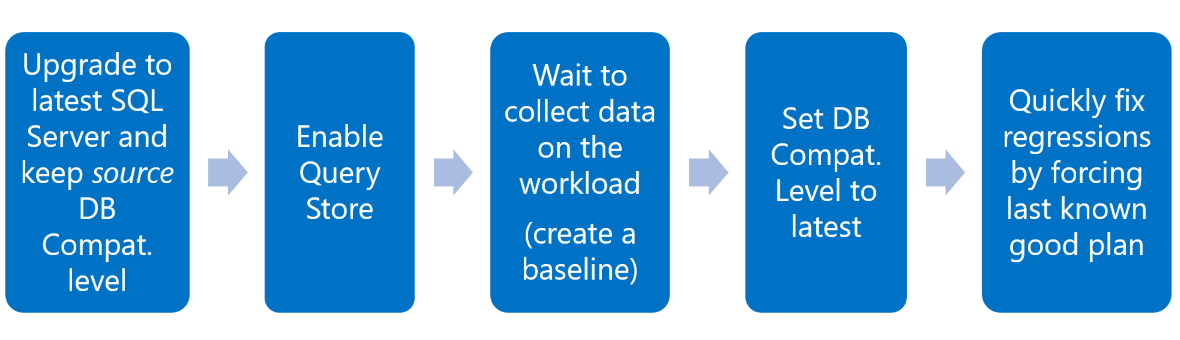 Upgrade to
latest SQL
Server and
keep source
DB
Compat.
level
Enable
Query
Store
Wait to
collect data
on the
workload
(create a
baseline)
Set DB
Compat.
Level to
latest
Quickly fix
regressions
by forcing
last known
good plan